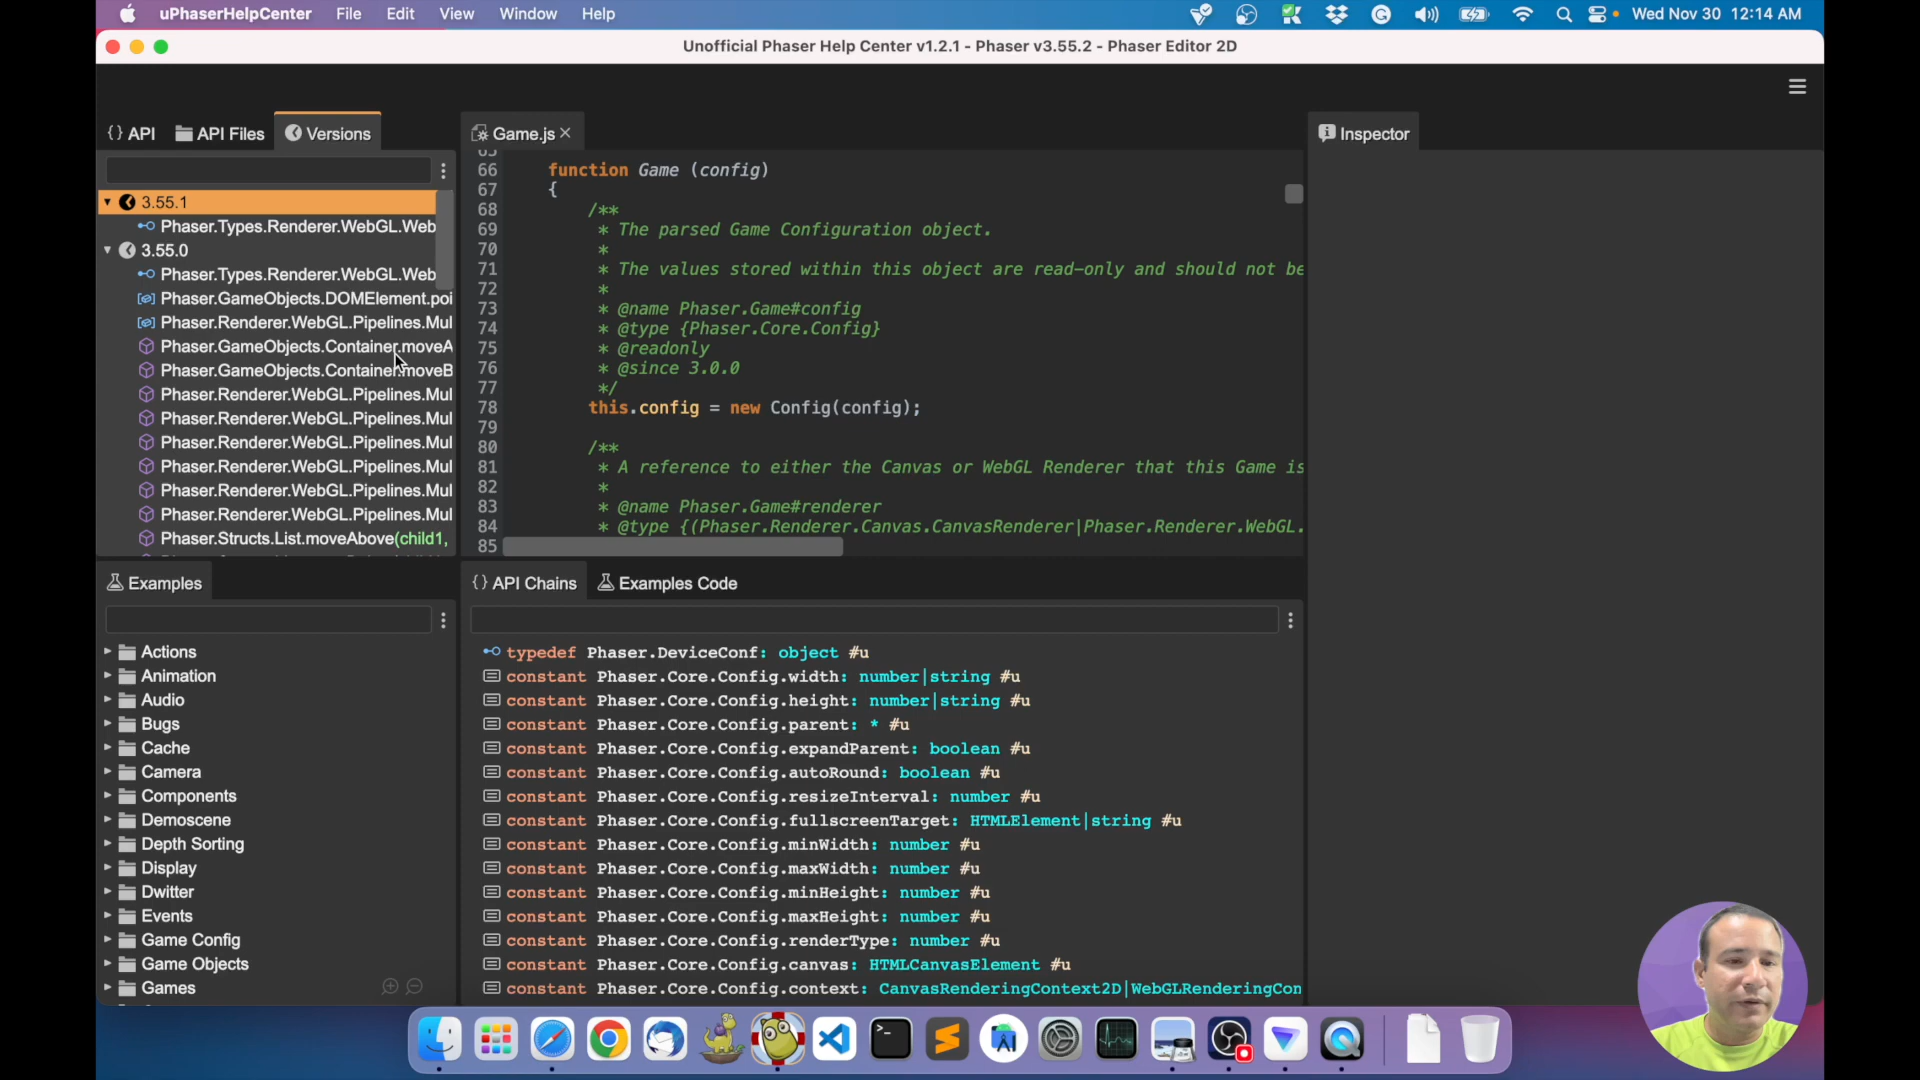 uPhaserHelpCenter File Edit View Window Help Wed Nov 30 12:14 AM
Unofficial Phaser Help Center v1.2.1 - Phaser v3.55.2 - Phaser Editor 2D
{} API API Files Versions
3.55.1
Phaser.Types.Renderer.WebGL.Web
3.55.0
Phaser.Types.Renderer.WebGL.Web
Phaser.GameObjects.DOMElement.poi
Phaser.Renderer.WebGL.Pipelines.Mul
Phaser.GameObjects.Container.moveA
Phaser.GameObjects.Container.moveB
Phaser.Renderer.WebGL.Pipelines.Mul
Phaser.Renderer.WebGL.Pipelines.Mul
Phaser.Renderer.WebGL.Pipelines.Mul
Phaser.Renderer.WebGL.Pipelines.Mul
Phaser.Renderer.WebGL.Pipelines.Mul
Phaser.Renderer.WebGL.Pipelines.Mul
Phaser.Structs.List.moveAbove(child1,
Game.js
65
66 function Game (config)
67 {
68 /**
69 * The parsed Game Configuration object.
70 *
71 * The values stored within this object are read-only and should not be
72 *
73 * @name Phaser.Game#config
74 * @type {Phaser.Core.Config}
75 * @readonly
76 * @since 3.0.0
77 */
78 this.config = new Config(config);
79
80 /**
81 * A reference to either the Canvas or WebGL Renderer that this Game is
82 *
83 * @name Phaser.Game#renderer
84 * @type {(Phaser.Renderer.Canvas.CanvasRenderer|Phaser.Renderer.WebGL.
85
Inspector
Examples
Actions
Animation
Audio
Bugs
Cache
Camera
Components
Demoscene
Depth Sorting
Display
Dwitter
Events
Game Config
Game Objects
Games
{} API Chains Examples Code
typedef Phaser.DeviceConf: object #u
constant Phaser.Core.Config.width: number|string #u
constant Phaser.Core.Config.height: number|string #u
constant Phaser.Core.Config.parent: * #u
constant Phaser.Core.Config.expandParent: boolean #u
constant Phaser.Core.Config.autoRound: boolean #u
constant Phaser.Core.Config.resizeInterval: number #u
constant Phaser.Core.Config.fullscreenTarget: HTMLElement|string #u
constant Phaser.Core.Config.minWidth: number #u
constant Phaser.Core.Config.maxWidth: number #u
constant Phaser.Core.Config.minHeight: number #u
constant Phaser.Core.Config.maxHeight: number #u
constant Phaser.Core.Config.renderType: number #u
constant Phaser.Core.Config.canvas: HTMLCanvasElement #u
constant Phaser.Core.Config.context: CanvasRenderingContext2D|WebGLRenderingCon